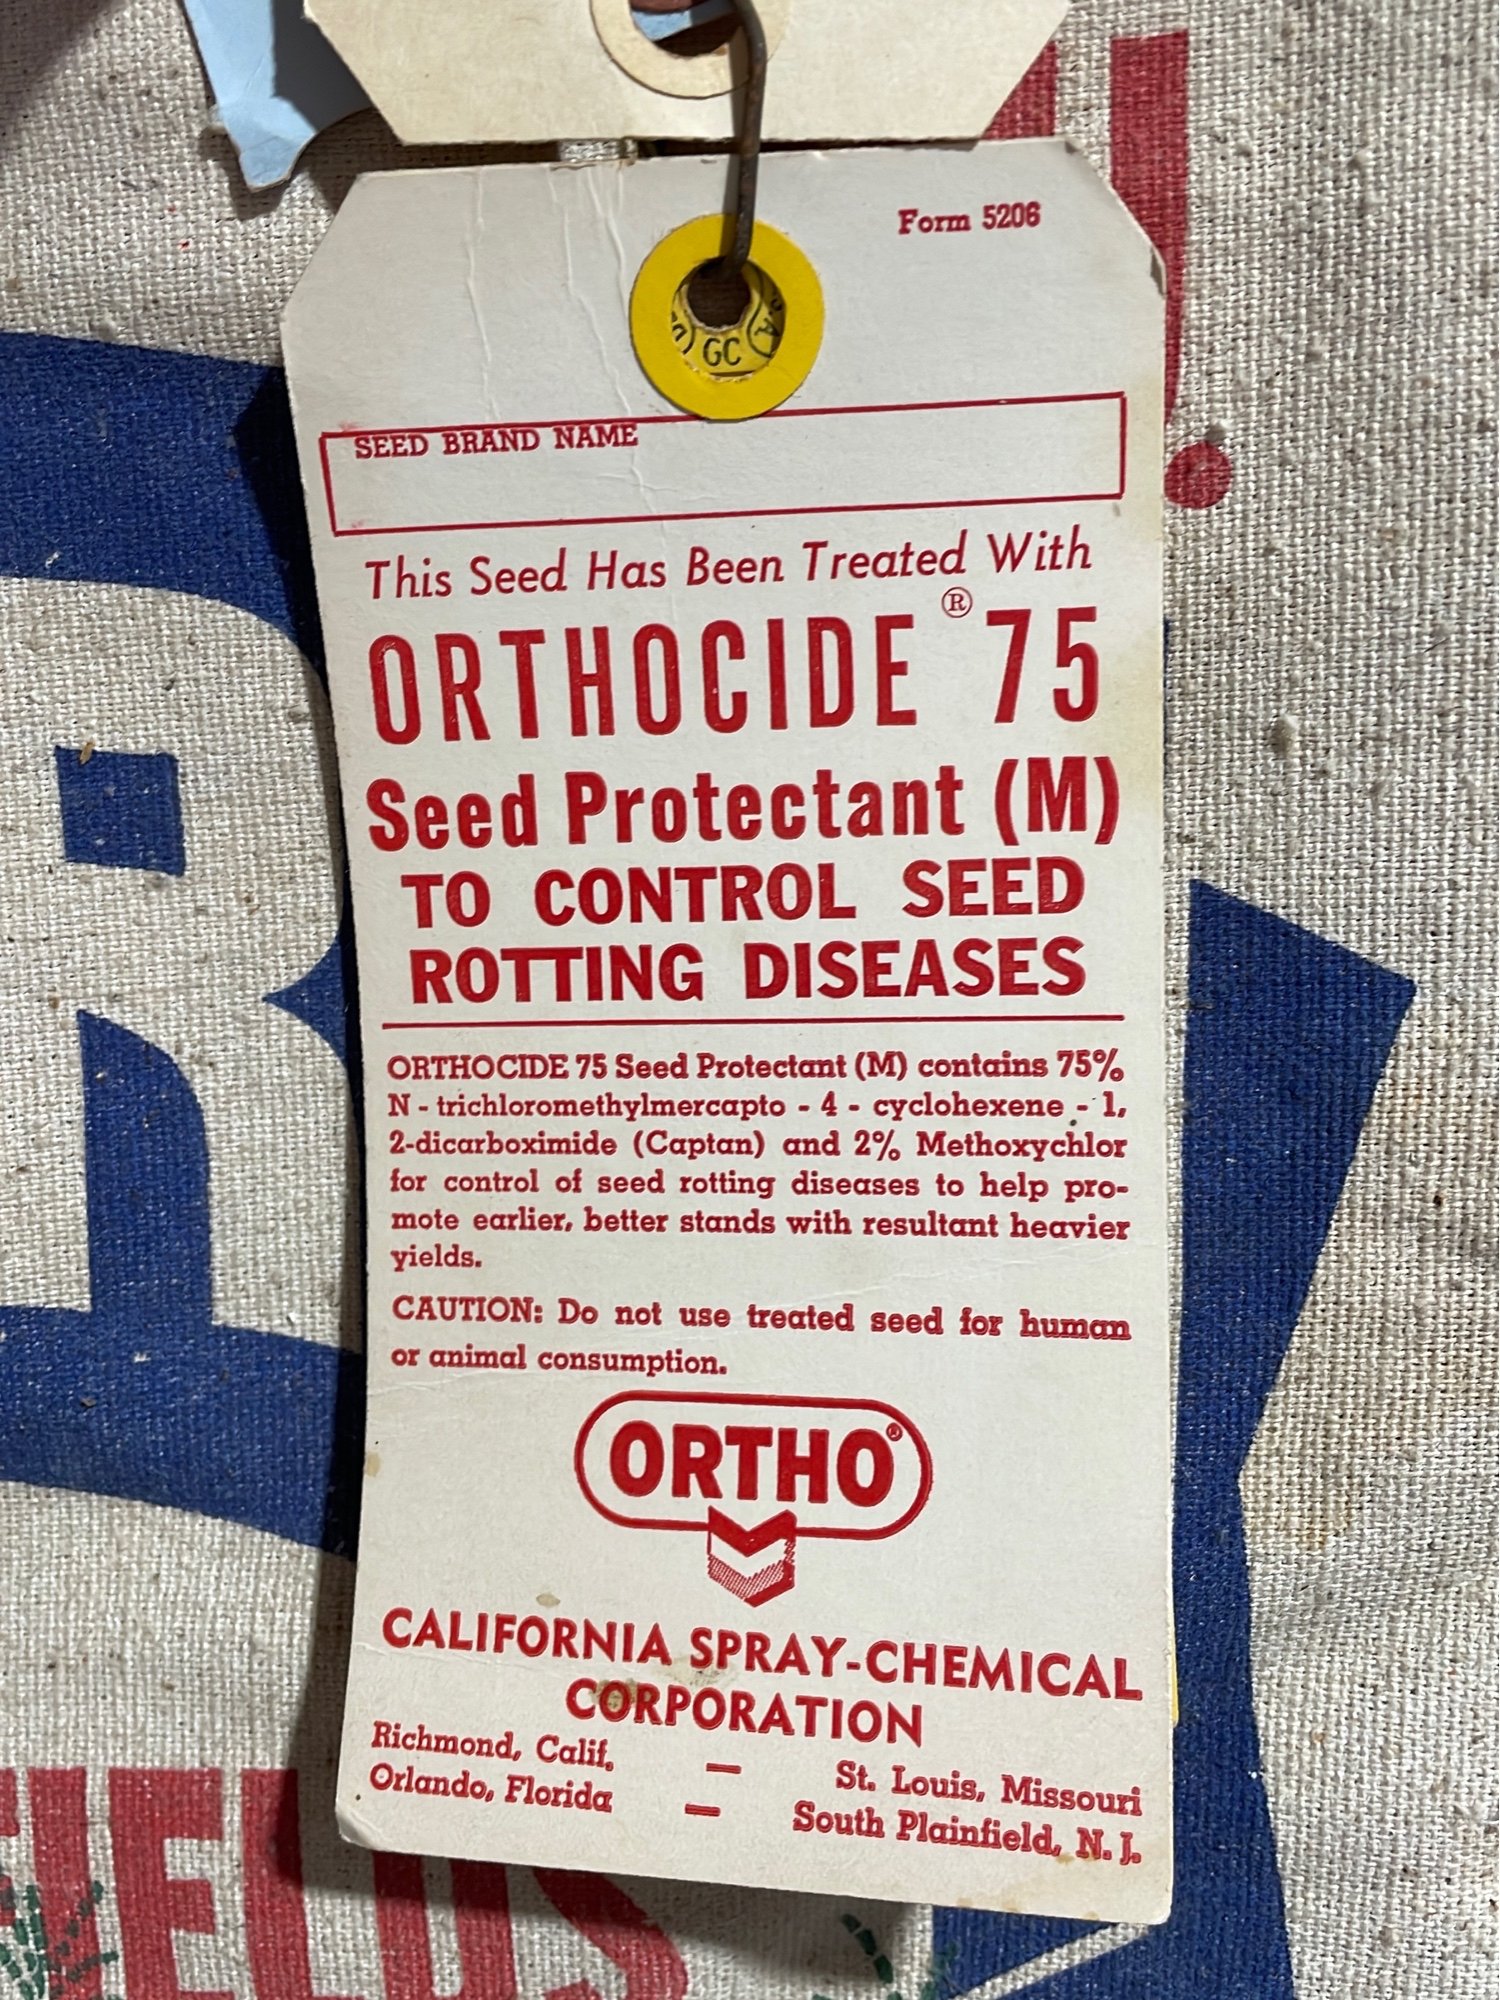 Form 5206
GC
SEED BRAND NAME
This Seed Has Been Treated With
ORTHOCIDE® 75
Seed Protectant (M)
TO CONTROL SEED
ROTTING DISEASES
ORTHOCIDE 75 Seed Protectant (M) contains 75%
N - trichloromethylmercapto - 4 - cyclohexene - 1,
2-dicarboximide (Captan) and 2% Methoxychlor
for control of seed rotting diseases to help pro-
mote earlier, better stands with resultant heavier
yields.
CAUTION: Do not use treated seed for human
or animal consumption.
ORTHO®
CALIFORNIA SPRAY-CHEMICAL
CORPORATION
Richmond, Calif. — St. Louis, Missouri
Orlando, Florida — South Plainfield, N. J.